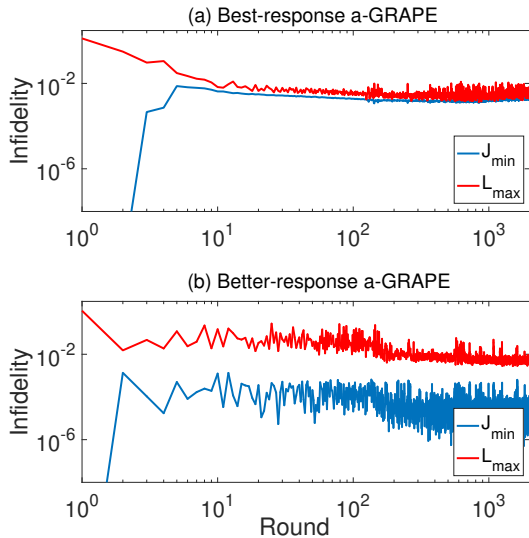 (a) Best-response a-GRAPE
Infidelity
10^-2
10^-6
J_min
L_max
10^0 10^1 10^2 10^3
(b) Better-response a-GRAPE
Infidelity
10^-2
10^-6
J_min
L_max
10^0 10^1 10^2 10^3
Round